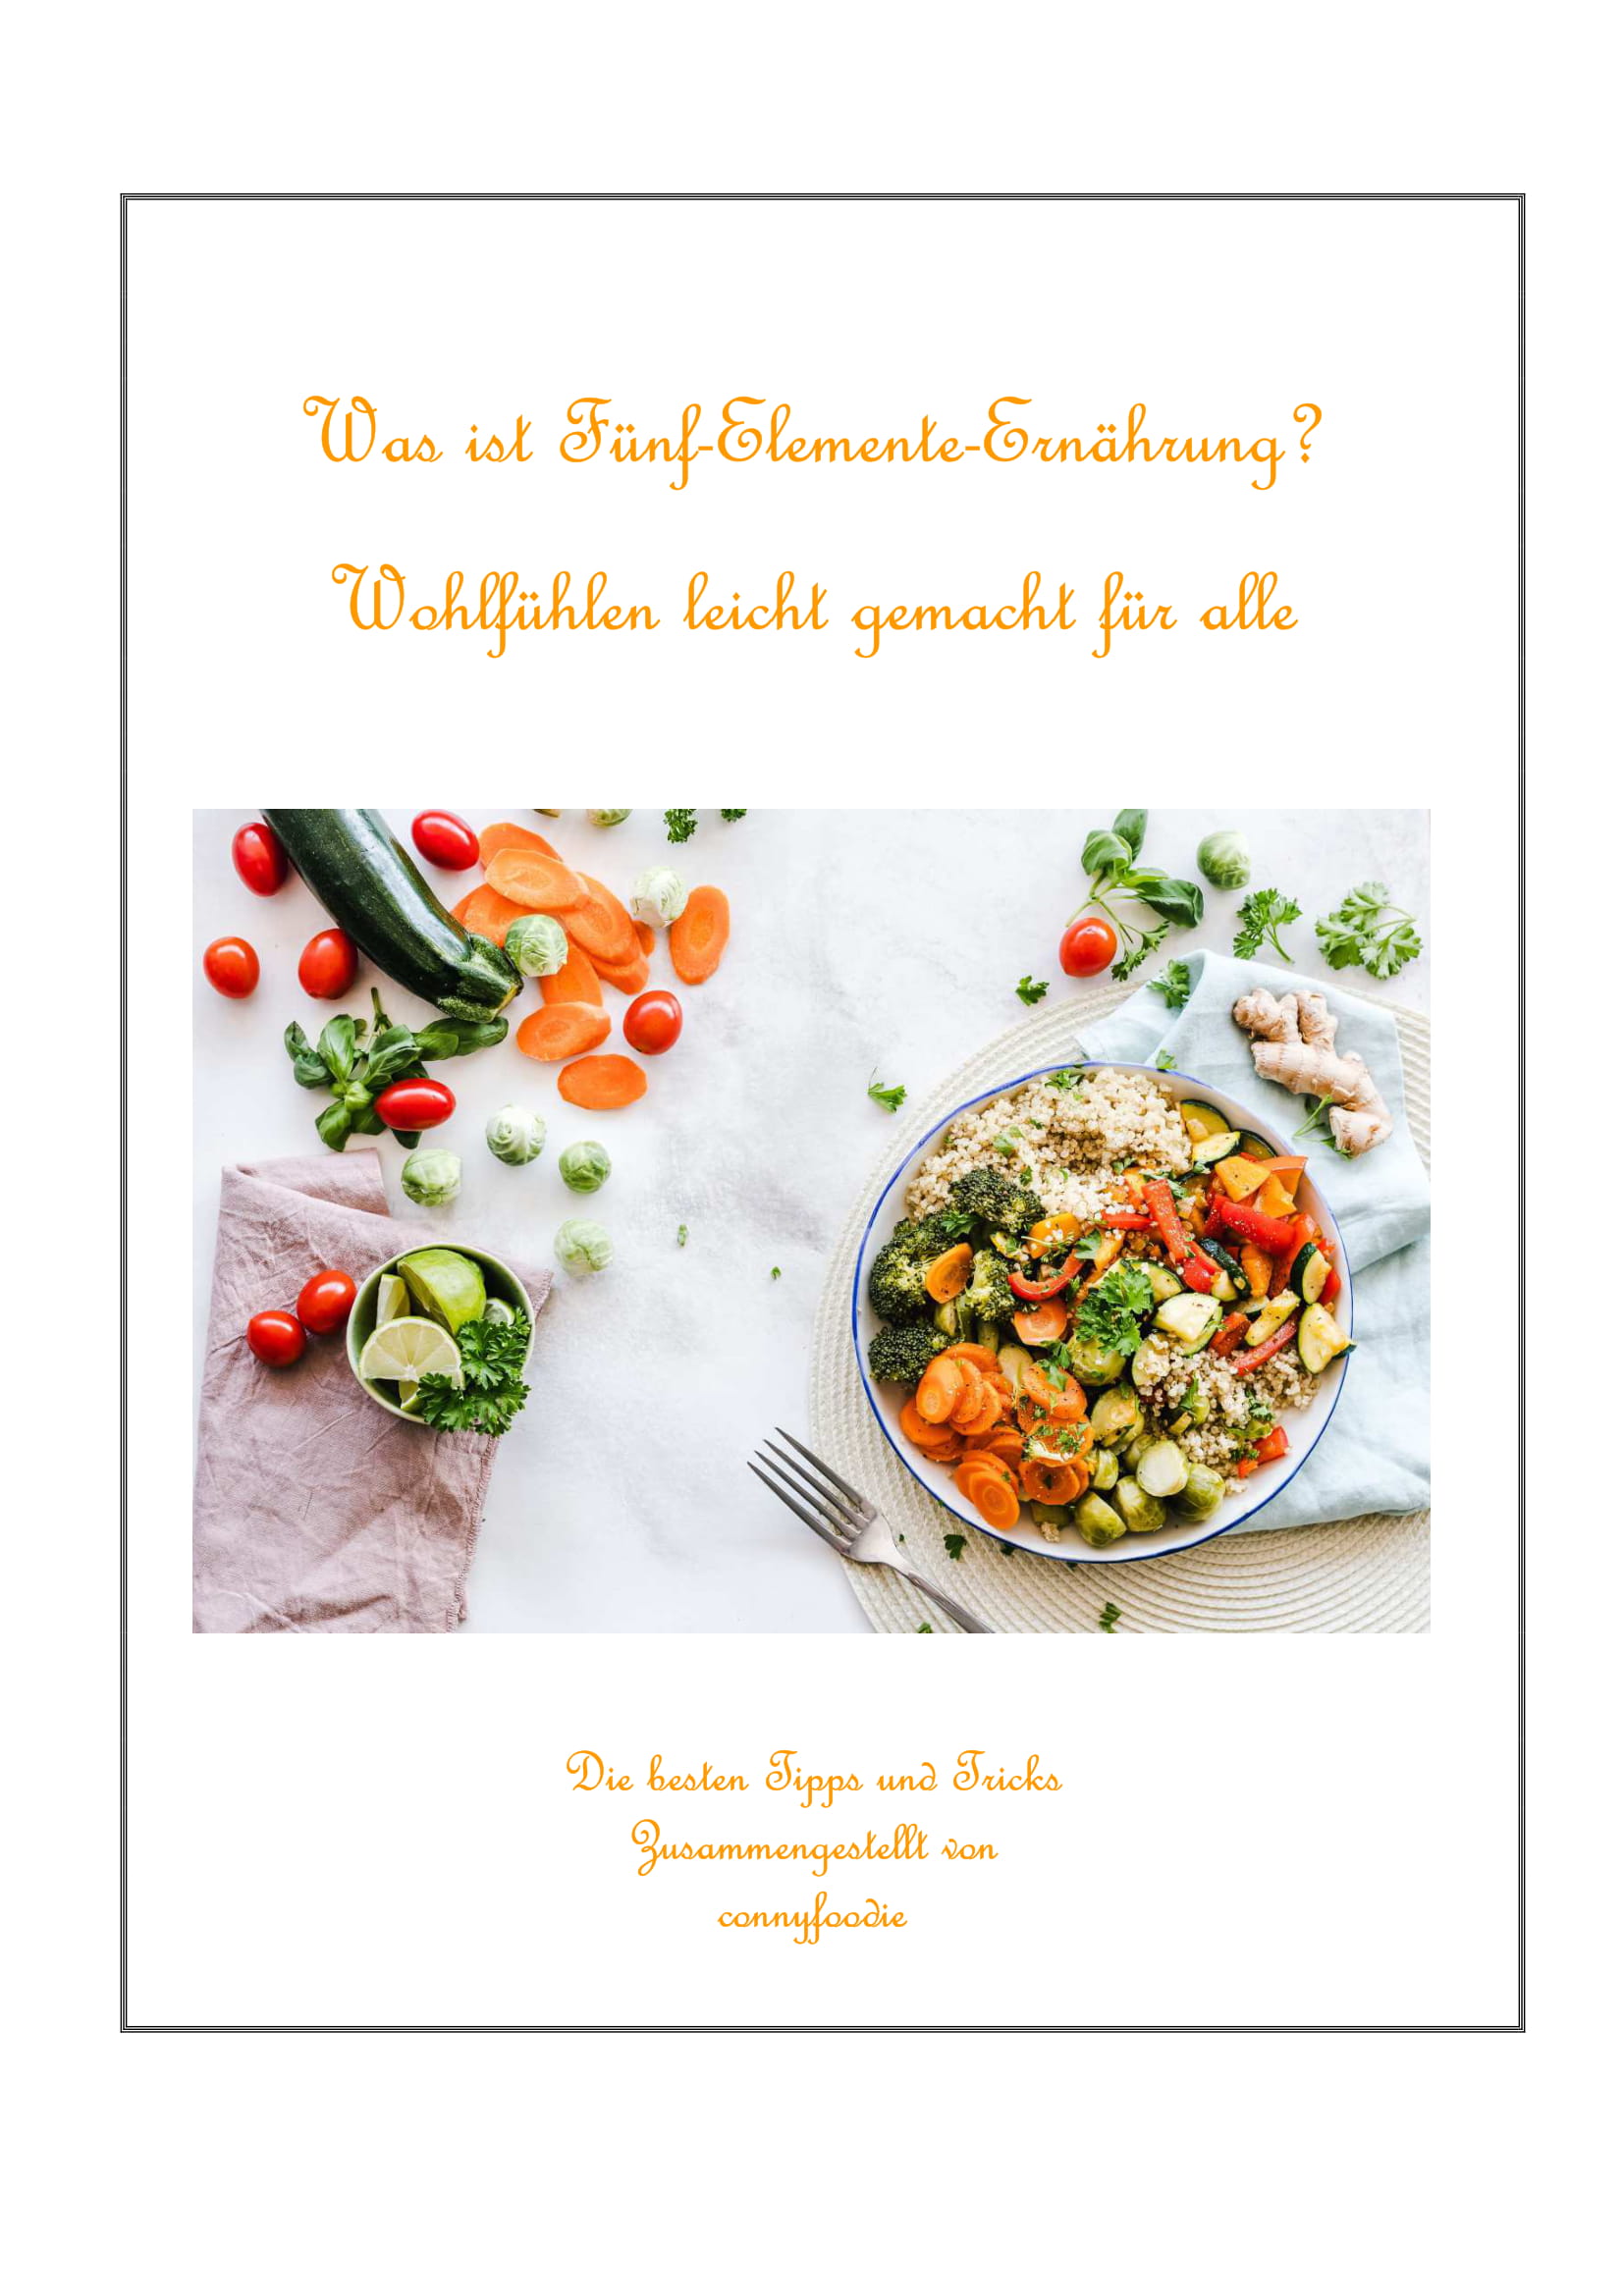 Was ist Fünf-Elemente-Ernährung?
Wohlfühlen leicht gemacht für alle
Die besten Tipps und Tricks
Zusammengestellt von
connyfoodie